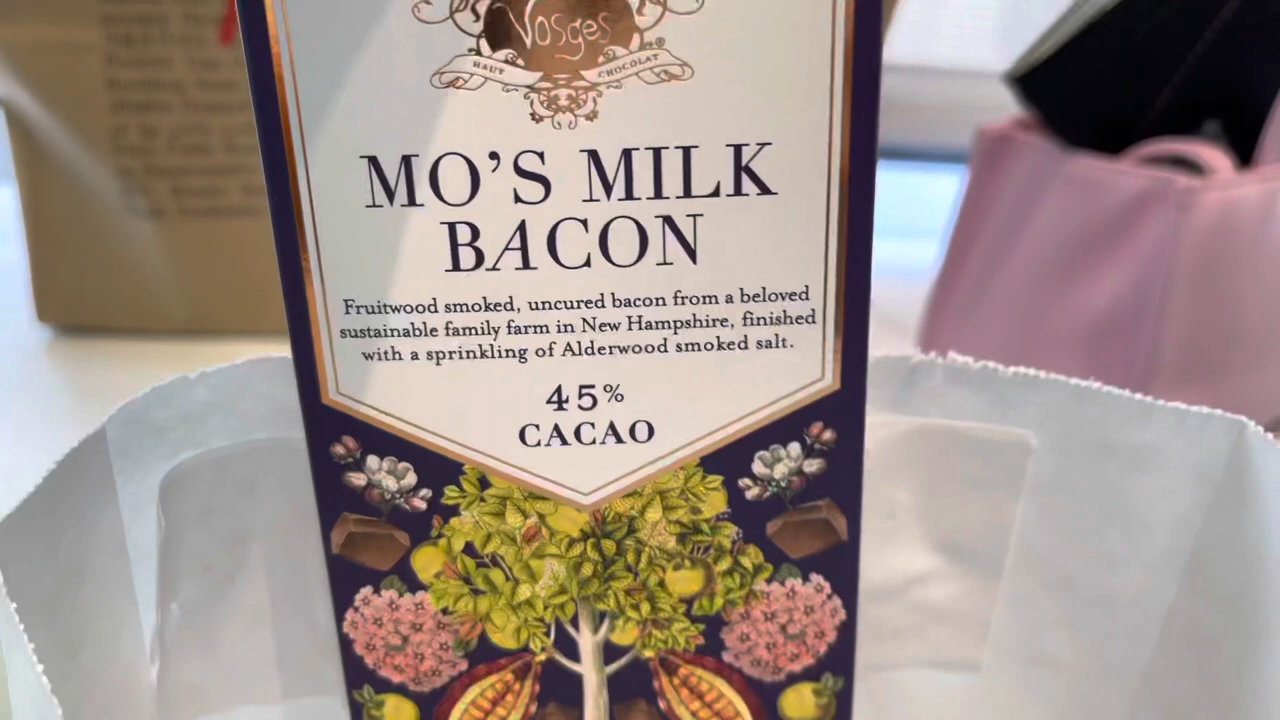 Vosges
HAUT CHOCOLAT
MO'S MILK
BACON
Fruitwood smoked, uncured bacon from a beloved
sustainable family farm in New Hampshire, finished
with a sprinkling of Alderwood smoked salt.
45%
CACAO